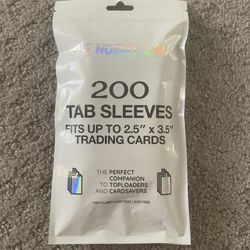 200
TAB SLEEVES
FITS UP TO 2.5" x 3.5"
TRADING CARDS
THE PERFECT
COMPANION
TO TOPLOADERS
AND CARDSAVERS